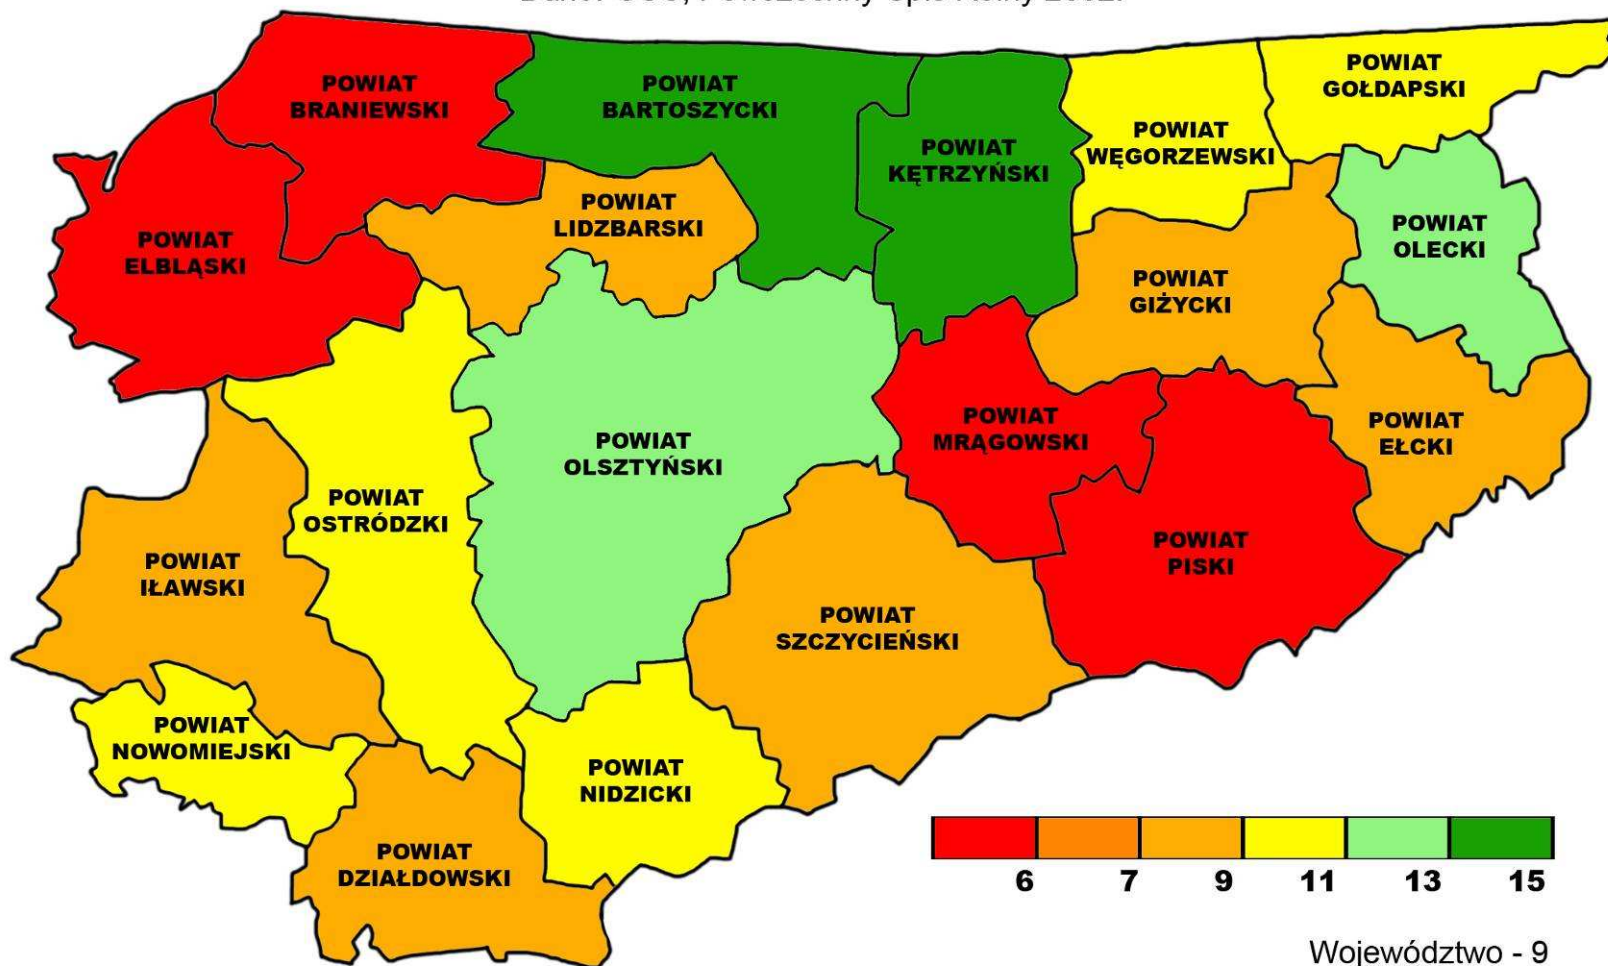 POWIAT
BRANIEWSKI
POWIAT
BARTOSZYCKI
POWIAT
KĘTRZYŃSKI
POWIAT
WĘGORZEWSKI
POWIAT
GOŁDAPSKI
POWIAT
ELBLĄSKI
POWIAT
LIDZBARSKI
POWIAT
GIŻYCKI
POWIAT
OLECKI
POWIAT
OSTRÓDZKI
POWIAT
OLSZTYŃSKI
POWIAT
MRĄGOWSKI
POWIAT
EŁCKI
POWIAT
IŁAWSKI
POWIAT
SZCZYCIEŃSKI
POWIAT
PISKI
POWIAT
NOWOMIEJSKI
POWIAT
NIDZICKI
POWIAT
DZIAŁDOWSKI
6 7 9 11 13 15
Województwo - 9